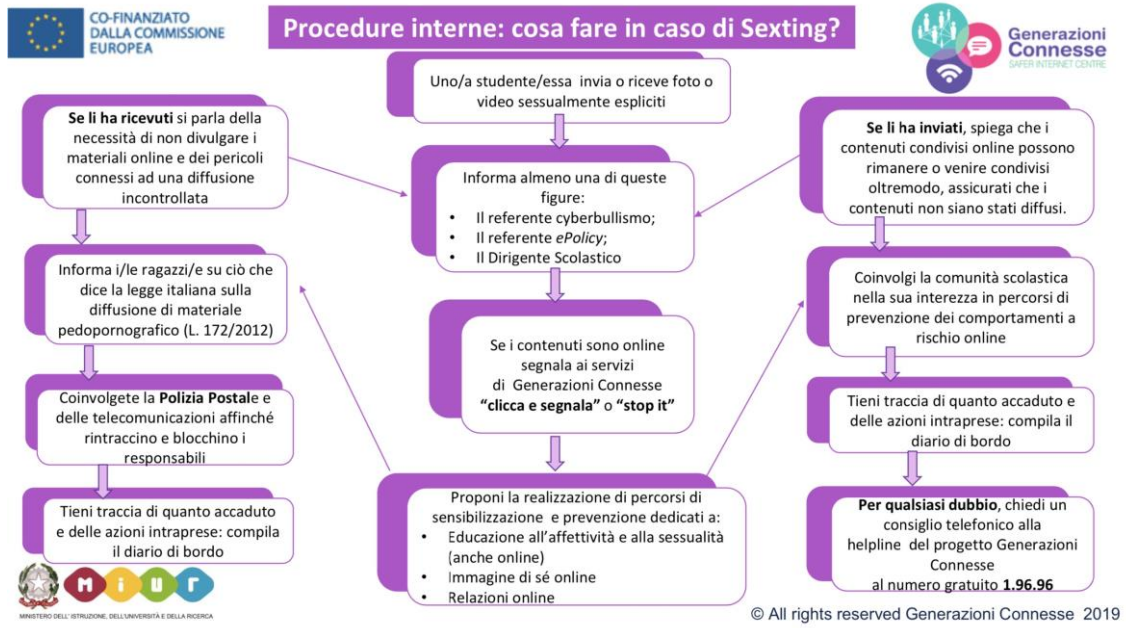 CO-FINANZIATO
DALLA COMMISSIONE
EUROPEA
Procedure interne: cosa fare in caso di Sexting?
Generazioni
Connesse
SAFER INTERNET CENTRE
Uno/a studente/essa invia o riceve foto o
video sessualmente espliciti
Se li ha ricevuti si parla della
necessità di non divulgare i
materiali online e dei pericoli
connessi ad una diffusione
incontrollata
Informa almeno una di queste
figure:
• Il referente cyberbullismo;
• Il referente ePolicy;
• Il Dirigente Scolastico
Se li ha inviati, spiega che i
contenuti condivisi online possono
rimanere o venire condivisi
oltremodo, assicurati che i
contenuti non siano stati diffusi.
Informa i/le ragazzi/e su ciò che
dice la legge italiana sulla
diffusione di materiale
pedopornografico (L. 172/2012)
Se i contenuti sono online
segnala ai servizi
di Generazioni Connesse
“clicca e segnala” o “stop it”
Coinvolgi la comunità scolastica
nella sua interezza in percorsi di
prevenzione dei comportamenti a
rischio online
Coinvolgete la Polizia Postale e
delle telecomunicazioni affinché
rintraccino e blocchino i
responsabili
Tieni traccia di quanto accaduto e
delle azioni intraprese: compila il
diario di bordo
Tieni traccia di quanto accaduto
e delle azioni intraprese: compila
il diario di bordo
Proponi la realizzazione di percorsi di
sensibilizzazione e prevenzione dedicati a:
• Educazione all’affettività e alla sessualità
(anche online)
• Immagine di sé online
• Relazioni online
Per qualsiasi dubbio, chiedi un
consiglio telefonico alla
helpline del progetto Generazioni
Connesse
al numero gratuito 1.96.96
miur
MINISTERO DELL' ISTRUZIONE, DELL'UNIVERSITÀ E DELLA RICERCA
© All rights reserved Generazioni Connesse 2019